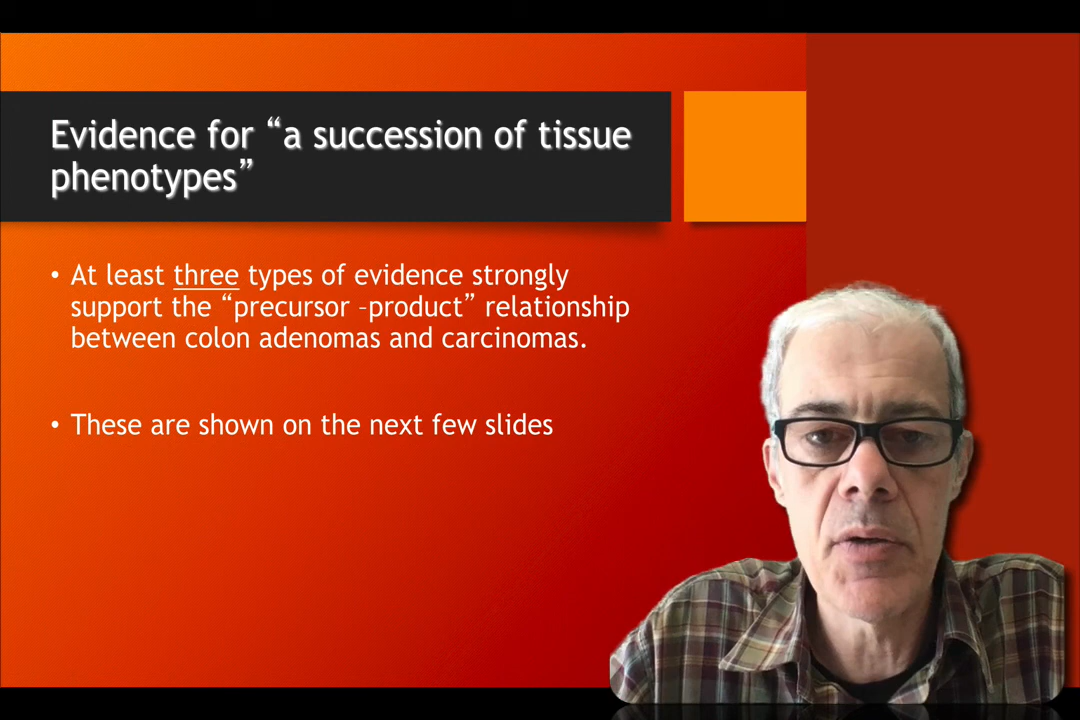 Evidence for “a succession of tissue
phenotypes”
• At least three types of evidence strongly
support the “precursor –product” relationship
between colon adenomas and carcinomas.
• These are shown on the next few slides